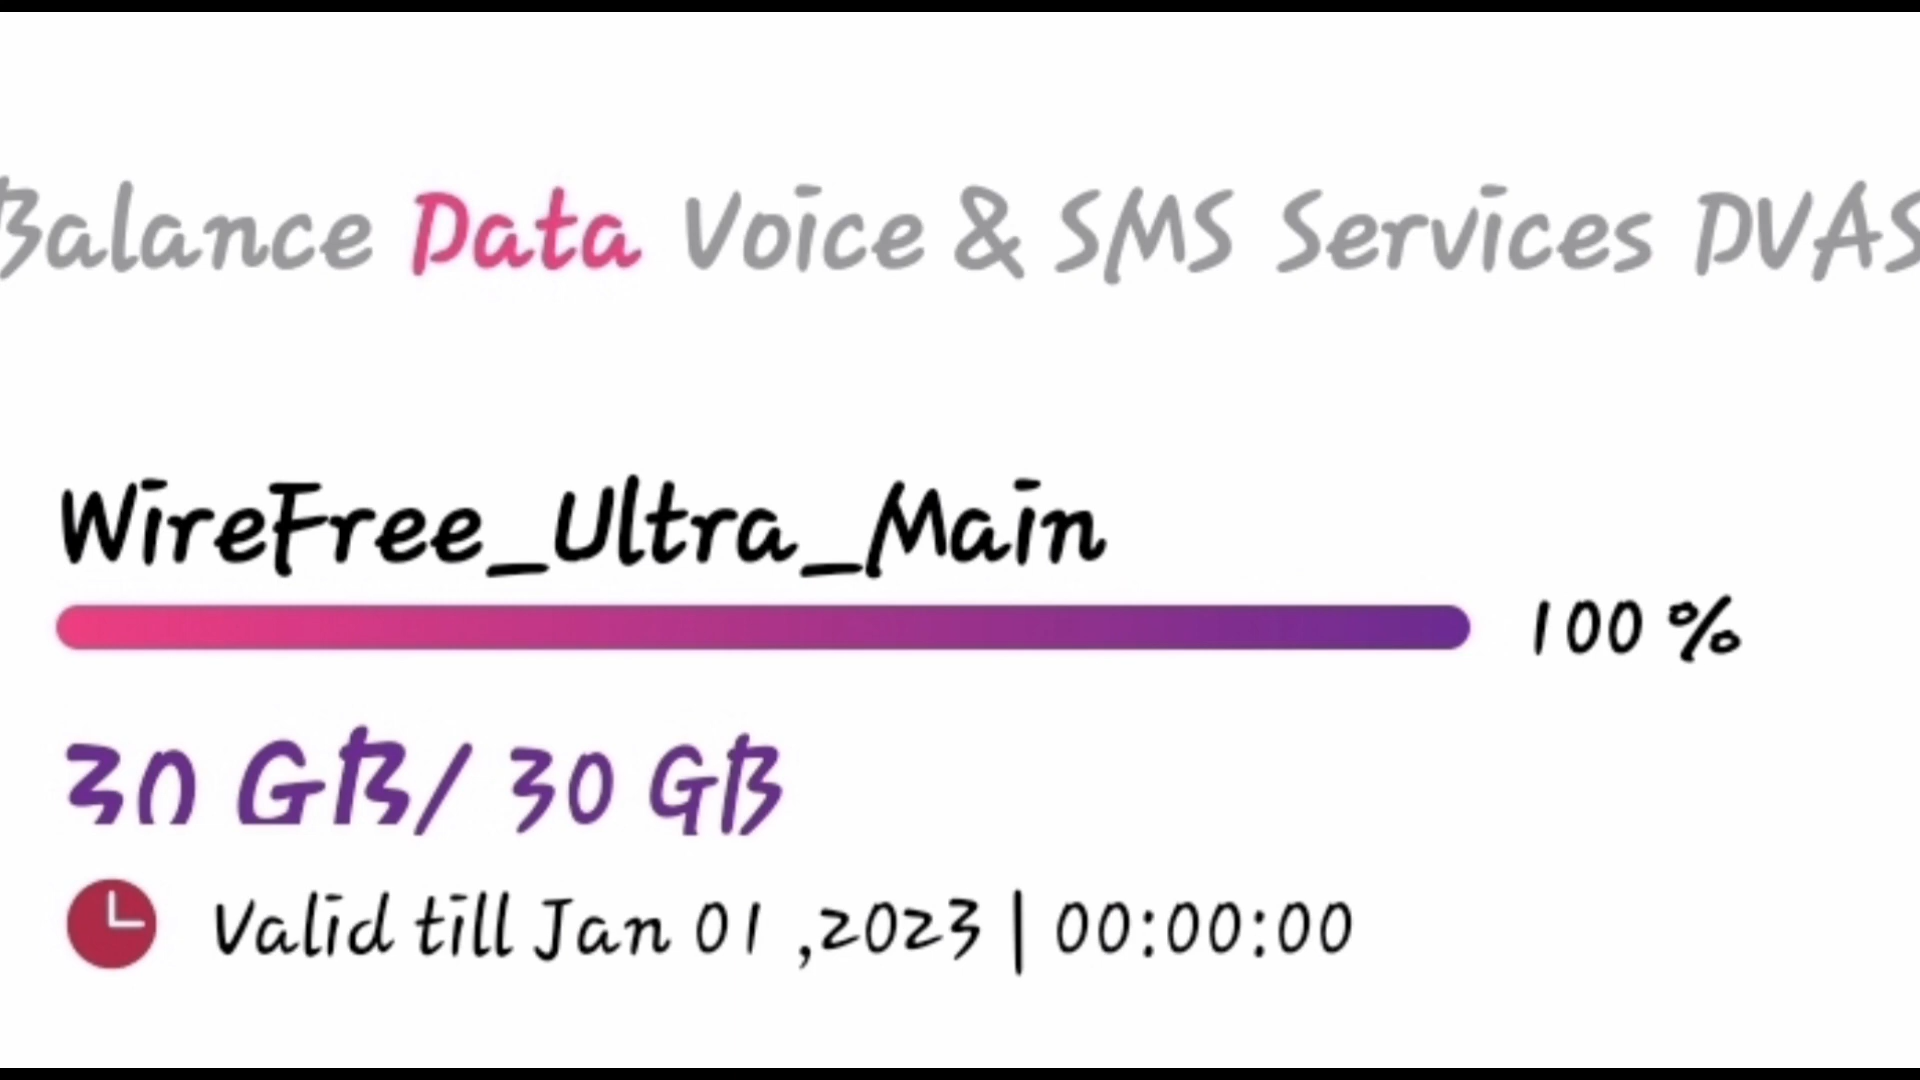 Balance Data Voice & SMS Services DVAS
WireFree_Ultra_Main
100 %
30 GB/ 30 GB
Valid till Jan 01 ,2023 | 00:00:00